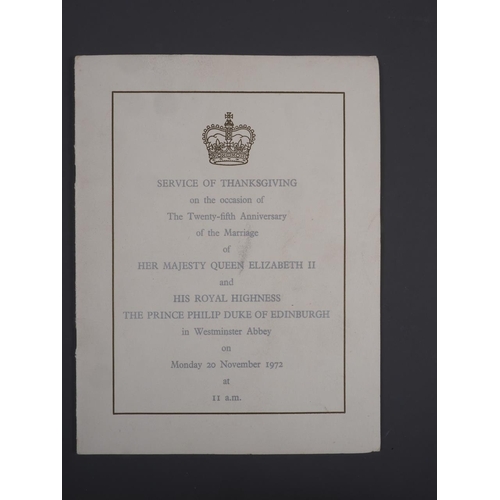 SERVICE OF THANKSGIVING
on the occasion of
The Twenty-fifth Anniversary
of the Marriage
of
HER MAJESTY QUEEN ELIZABETH II
and
HIS ROYAL HIGHNESS
THE PRINCE PHILIP DUKE OF EDINBURGH
in Westminster Abbey
on
Monday 20 November 1972
at
11 a.m.